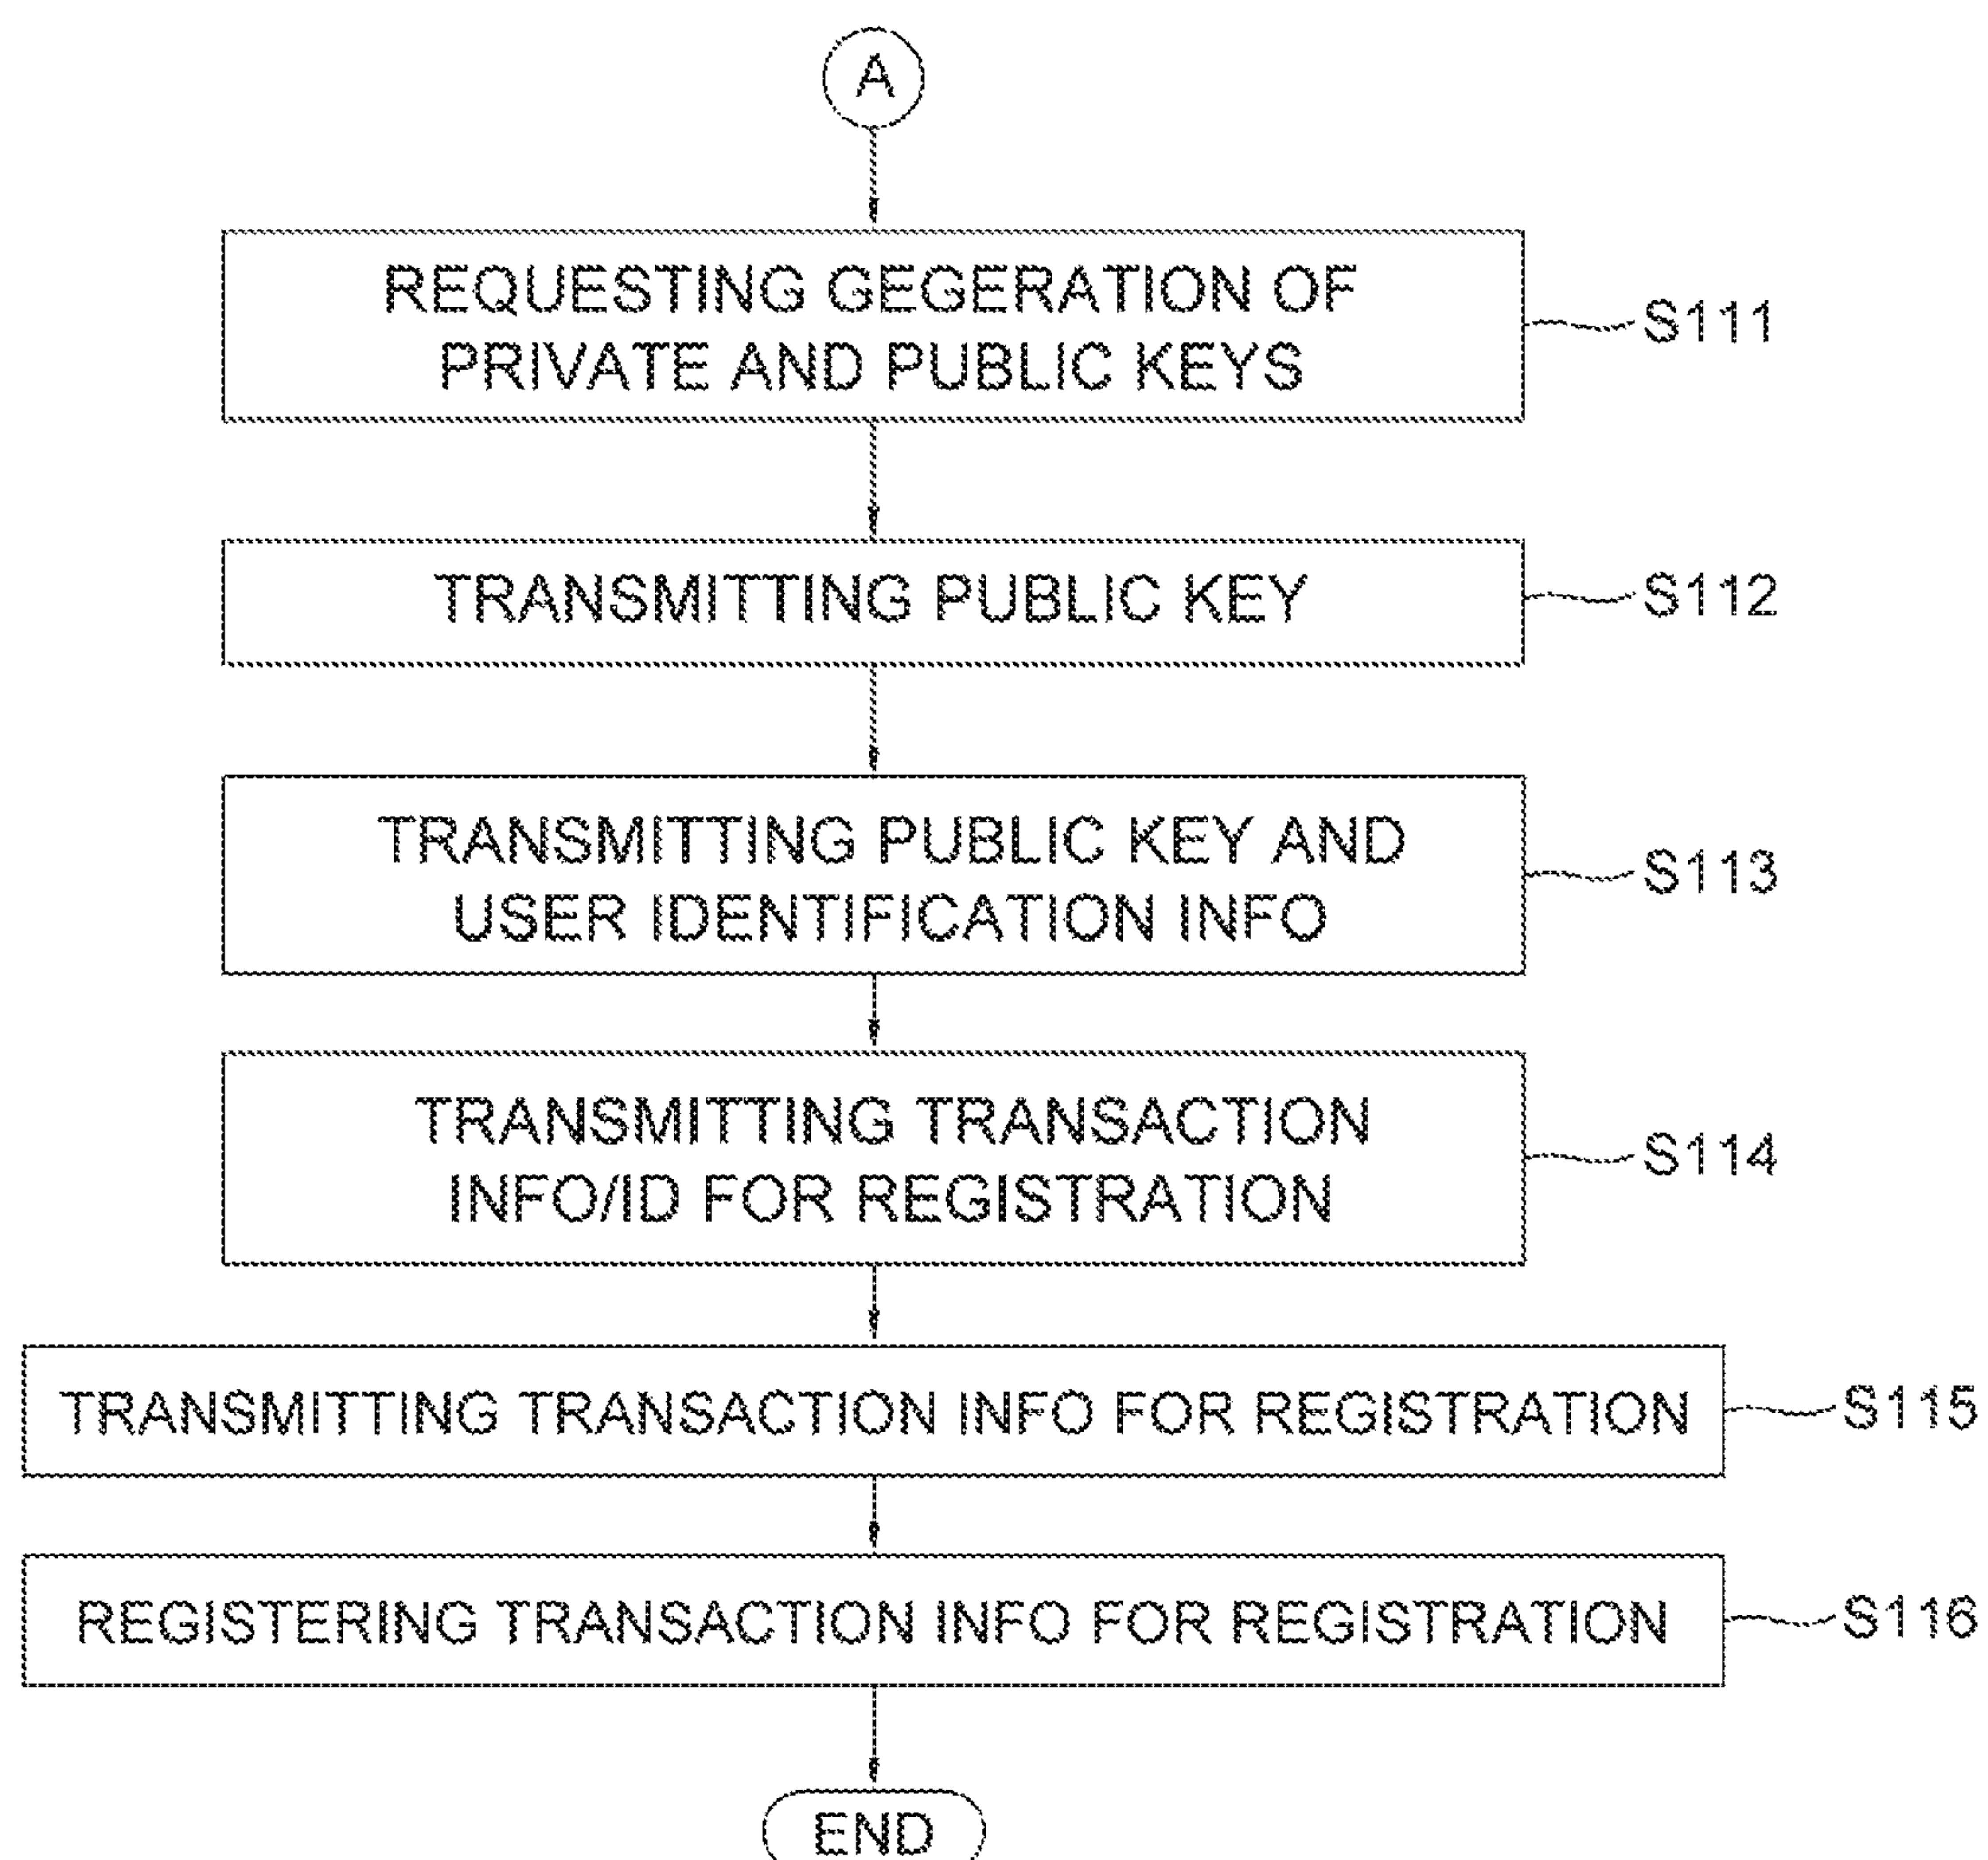 A
REQUESTING GEGERATION OF
PRIVATE AND PUBLIC KEYS
S111
TRANSMITTING PUBLIC KEY
S112
TRANSMITTING PUBLIC KEY AND
USER IDENTIFICATION INFO
S113
TRANSMITTING TRANSACTION
INFO/ID FOR REGISTRATION
S114
TRANSMITTING TRANSACTION INFO FOR REGISTRATION
S115
REGISTERING TRANSACTION INFO FOR REGISTRATION
S116
END